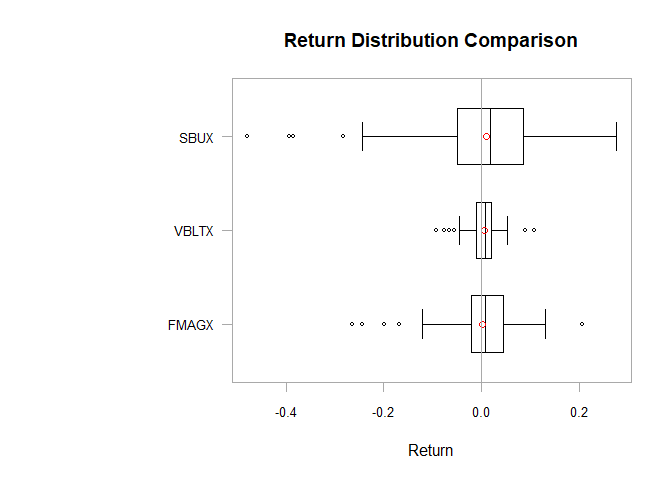 Return Distribution Comparison
SBUX
VBLTX
FMAGX
-0.4 -0.2 0.0 0.2
Return